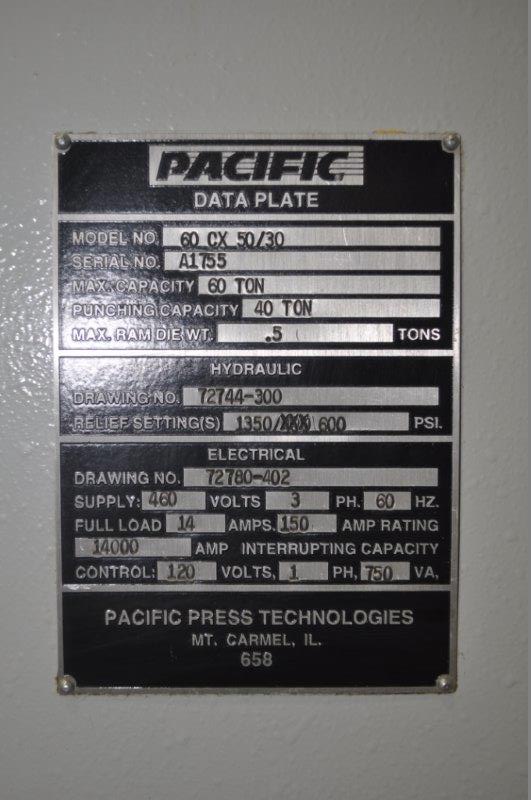 PACIFIC
DATA PLATE
MODEL NO. 60 CX 50/30
SERIAL NO. A1755
MAX. CAPACITY 60 TON
PUNCHING CAPACITY 40 TON
MAX. RAM DIE WT. .5 TONS
HYDRAULIC
DRAWING NO. 72744-300
RELIEF SETTING(S) 1350/ 600 PSI.
ELECTRICAL
DRAWING NO. 72780-402
SUPPLY: 460 VOLTS 3 PH. 60 HZ.
FULL LOAD 14 AMPS. 150 AMP RATING
14000 AMP INTERRUPTING CAPACITY
CONTROL: 120 VOLTS, 1 PH, 750 VA,
PACIFIC PRESS TECHNOLOGIES
MT. CARMEL, IL.
658